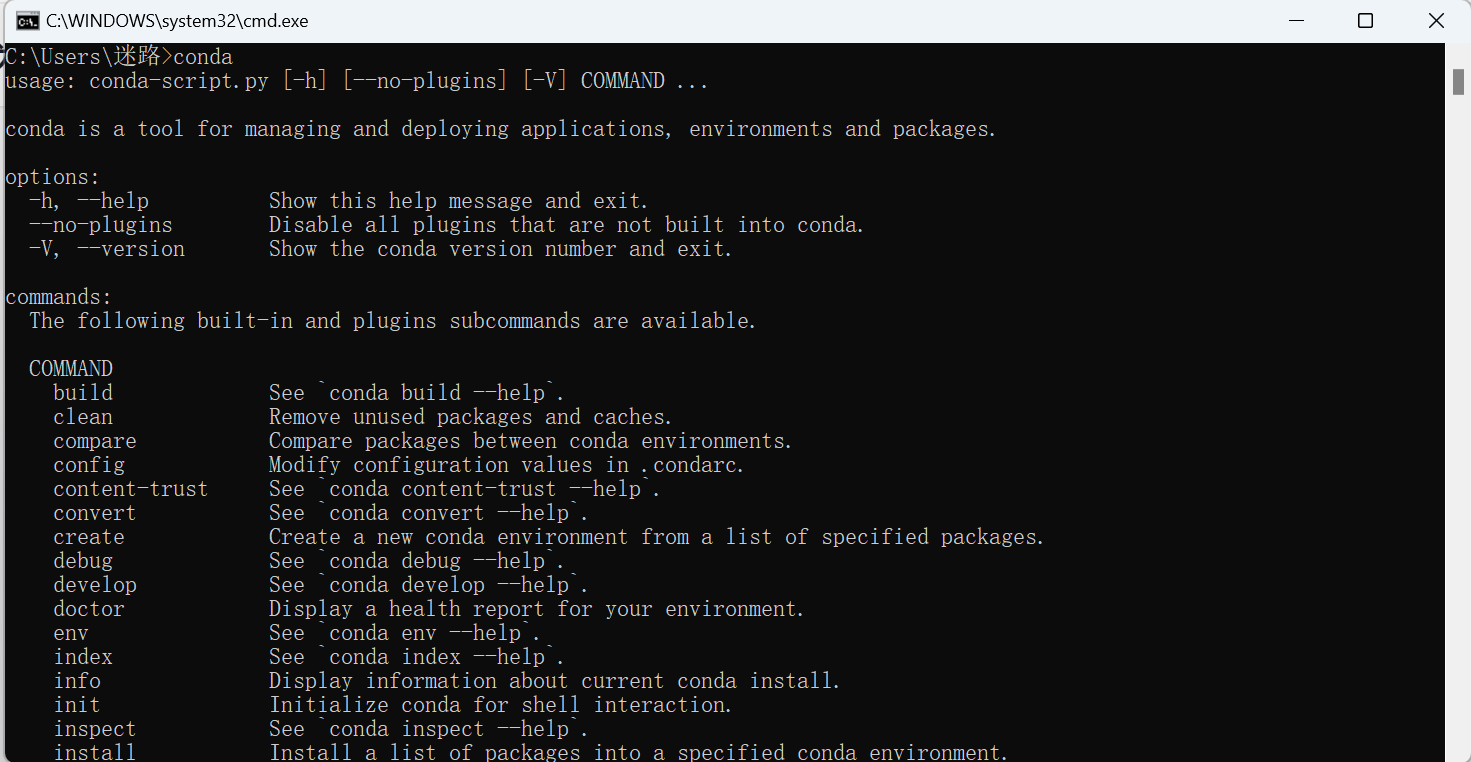 C:\WINDOWS\system32\cmd.exe
C:\Users\迷路>conda
usage: conda-script.py [-h] [--no-plugins] [-V] COMMAND ...
conda is a tool for managing and deploying applications, environments and packages.
options:
-h, --help Show this help message and exit.
--no-plugins Disable all plugins that are not built into conda.
-V, --version Show the conda version number and exit.
commands:
The following built-in and plugins subcommands are available.
COMMAND
build See `conda build --help`.
clean Remove unused packages and caches.
compare Compare packages between conda environments.
config Modify configuration values in .condarc.
content-trust See `conda content-trust --help`.
convert See `conda convert --help`.
create Create a new conda environment from a list of specified packages.
debug See `conda debug --help`.
develop See `conda develop --help`.
doctor Display a health report for your environment.
env See `conda env --help`.
index See `conda index --help`.
info Display information about current conda install.
init Initialize conda for shell interaction.
inspect See `conda inspect --help`.
install Install a list of packages into a specified conda environment.